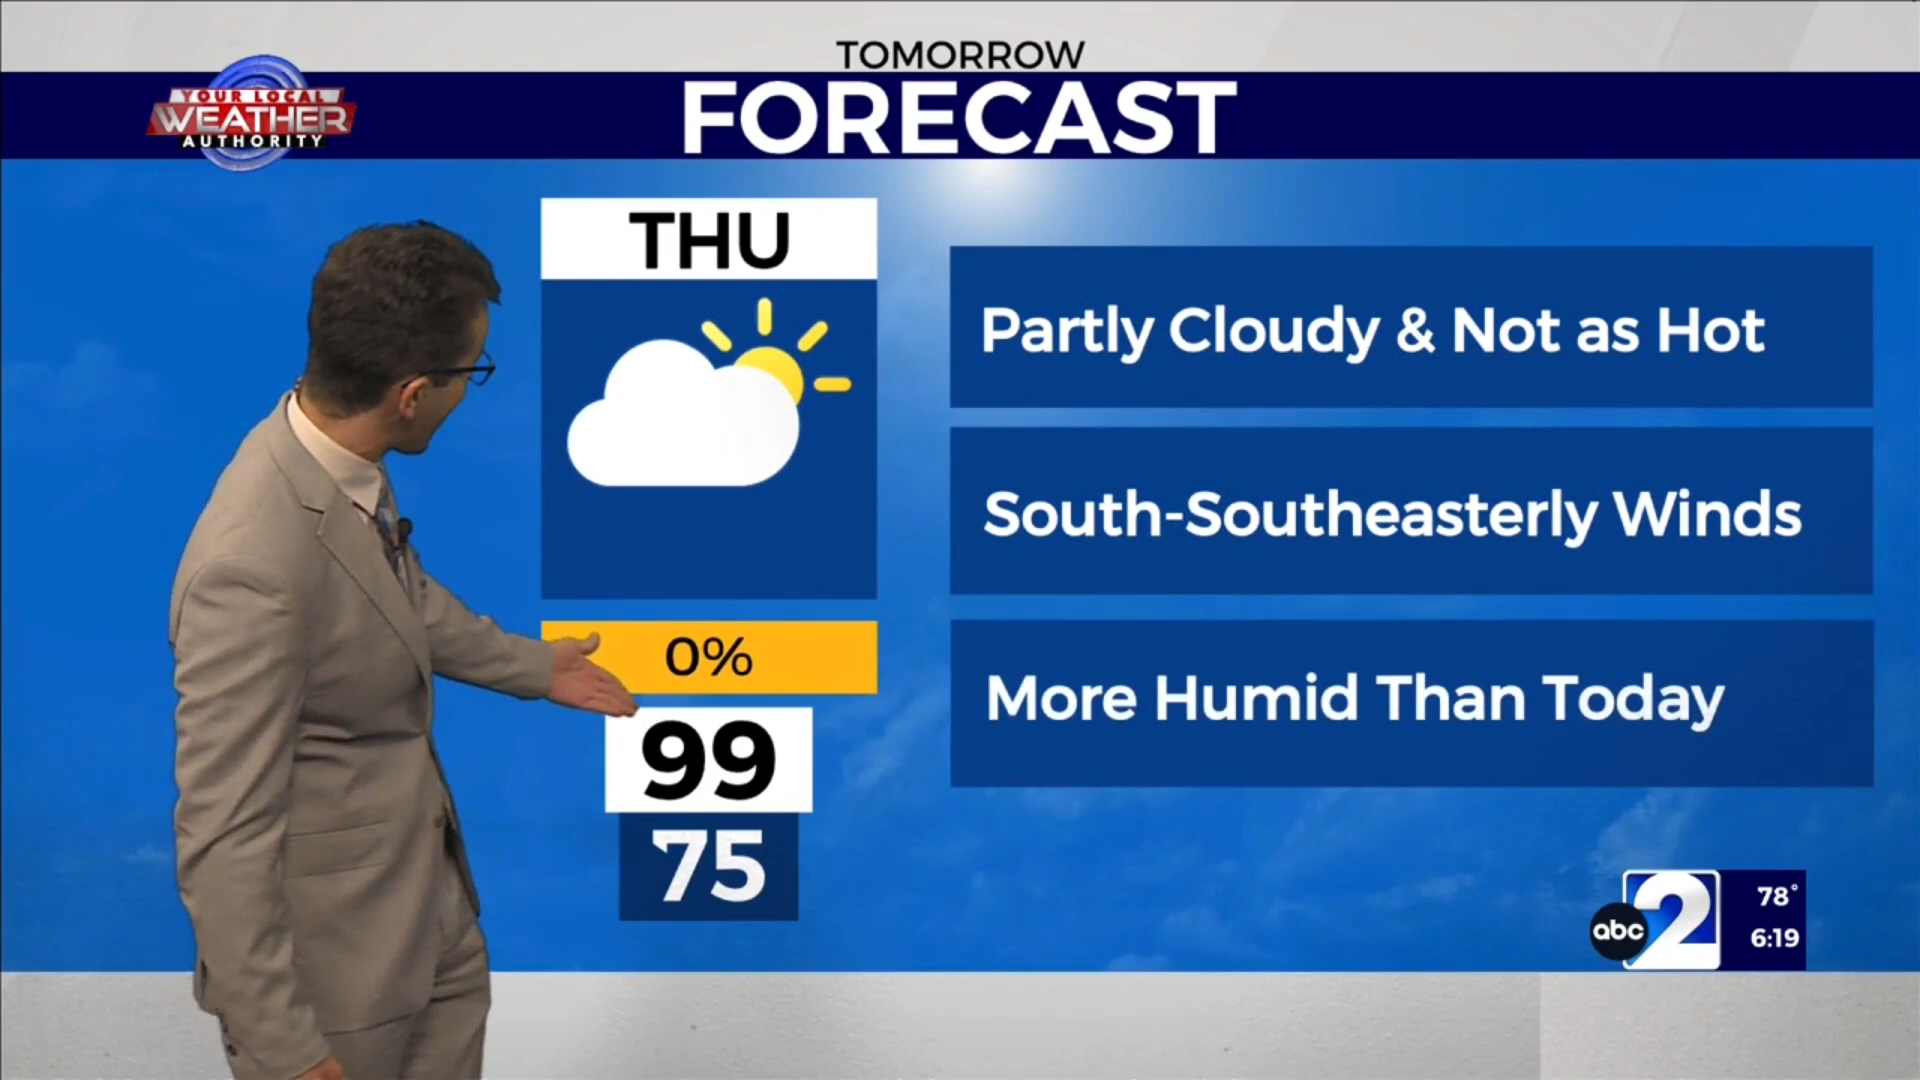 TOMORROW
FORECAST
YOUR LOCAL
WEATHER
AUTHORITY
THU
Partly Cloudy & Not as Hot
South-Southeasterly Winds
0%
More Humid Than Today
99
75
abc 2
78°
6:19